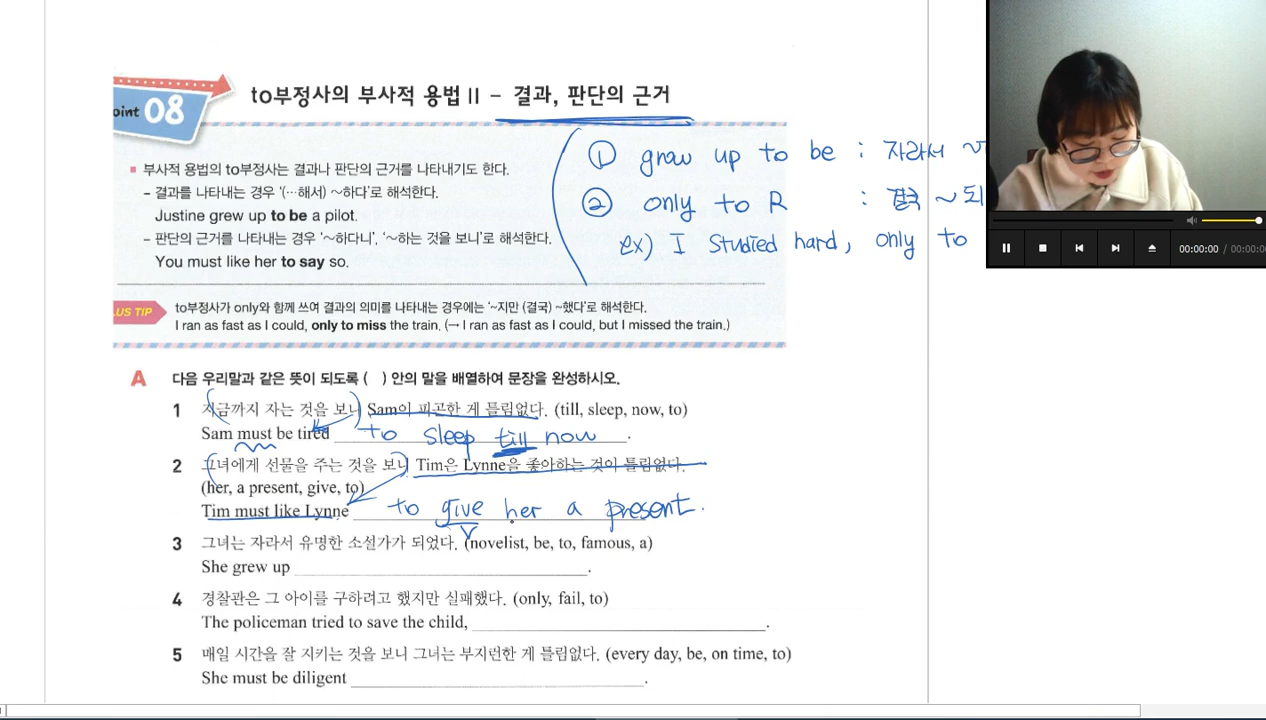 oint 08
to부정사의 부사적 용법 II – 결과, 판단의 근거
부사적 용법의 to부정사는 결과나 판단의 근거를 나타내기도 한다.
– 결과를 나타내는 경우 '(…해서) ~하다'로 해석한다.
Justine grew up to be a pilot.
– 판단의 근거를 나타내는 경우 '~하다니', '~하는 것을 보니'로 해석한다.
You must like her to say so.
① grow up to be : 자라서 ~
② only to R : 결국 ~되
ex) I studied hard, only to
LUS TIP
to부정사가 only와 함께 쓰여 결과의 의미를 나타내는 경우에는 '~지만 (결국) ~했다'로 해석한다.
I ran as fast as I could, only to miss the train. (→ I ran as fast as I could, but I missed the train.)
A 다음 우리말과 같은 뜻이 되도록 ( ) 안의 말을 배열하여 문장을 완성하시오.
1 지금까지 자는 것을 보니 Sam이 피곤한 게 틀림없다. (till, sleep, now, to)
Sam must be tired to sleep till now.
2 그녀에게 선물을 주는 것을 보니 Tim은 Lynne을 좋아하는 것이 틀림없다.
(her, a present, give, to)
Tim must like Lynne to give her a present.
V
3 그녀는 자라서 유명한 소설가가 되었다. (novelist, be, to, famous, a)
She grew up .
4 경찰관은 그 아이를 구하려고 했지만 실패했다. (only, fail, to)
The policeman tried to save the child, .
5 매일 시간을 잘 지키는 것을 보니 그녀는 부지런한 게 틀림없다. (every day, be, on time, to)
She must be diligent .
00:00:00 / 00:00:0